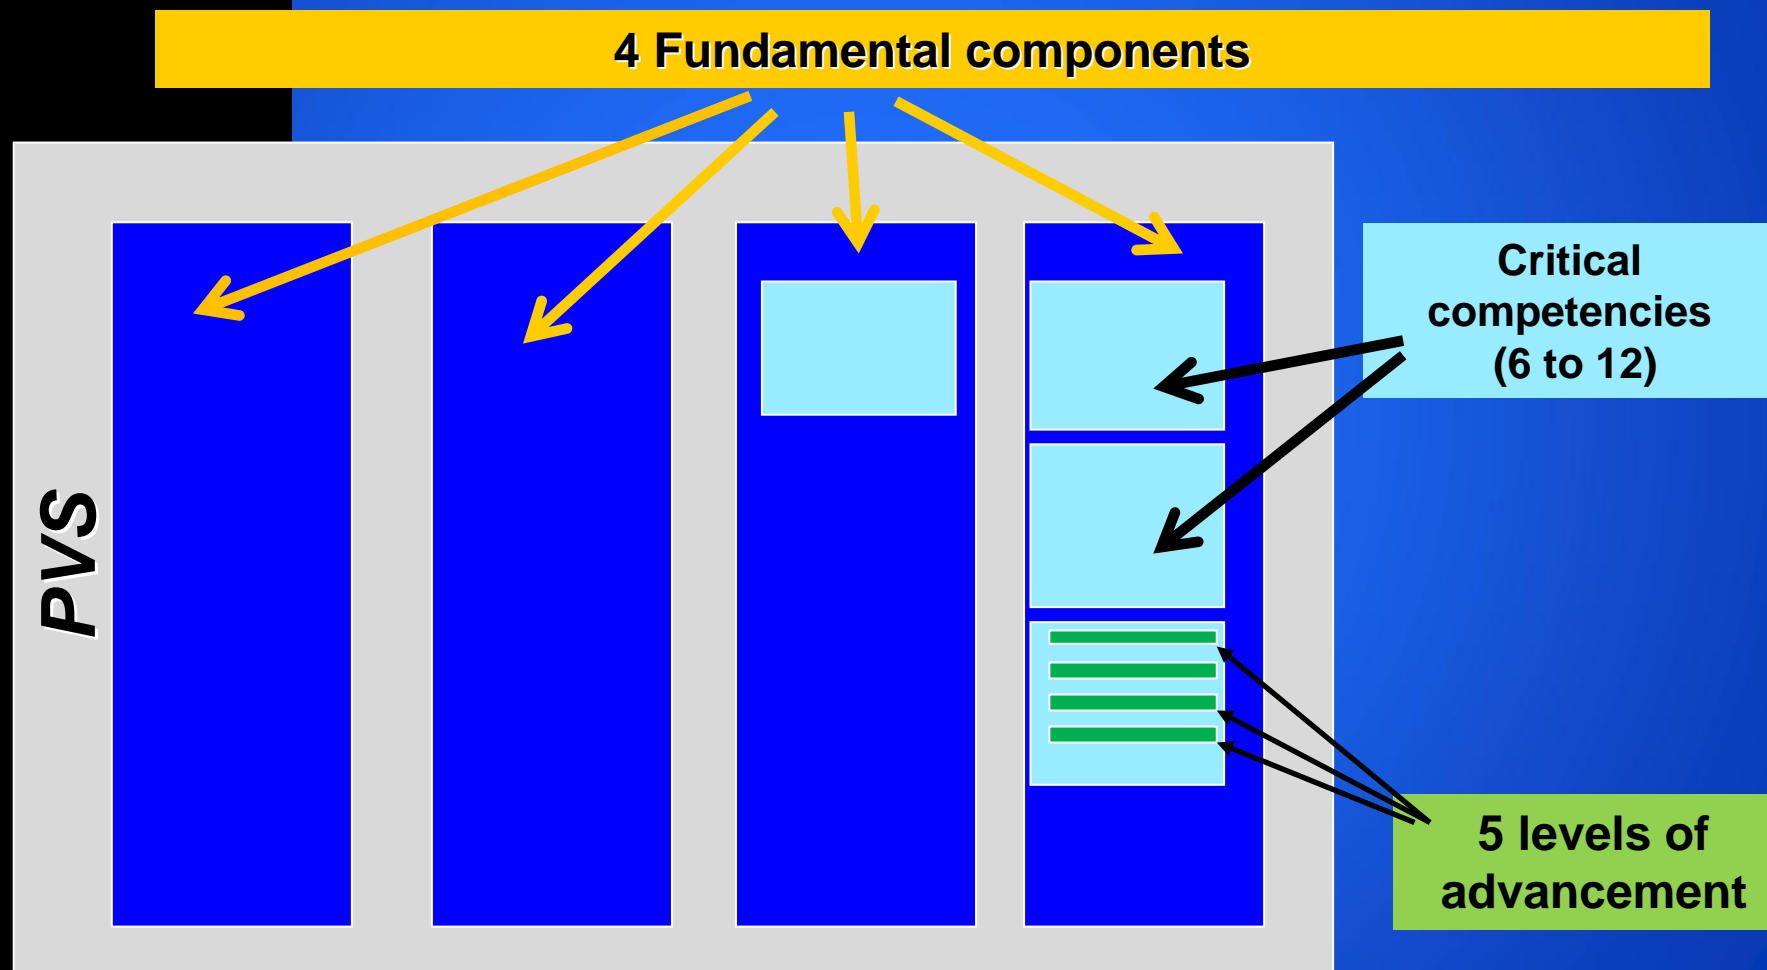 4 Fundamental components
Critical
competencies
(6 to 12)
PVS
5 levels of
advancement